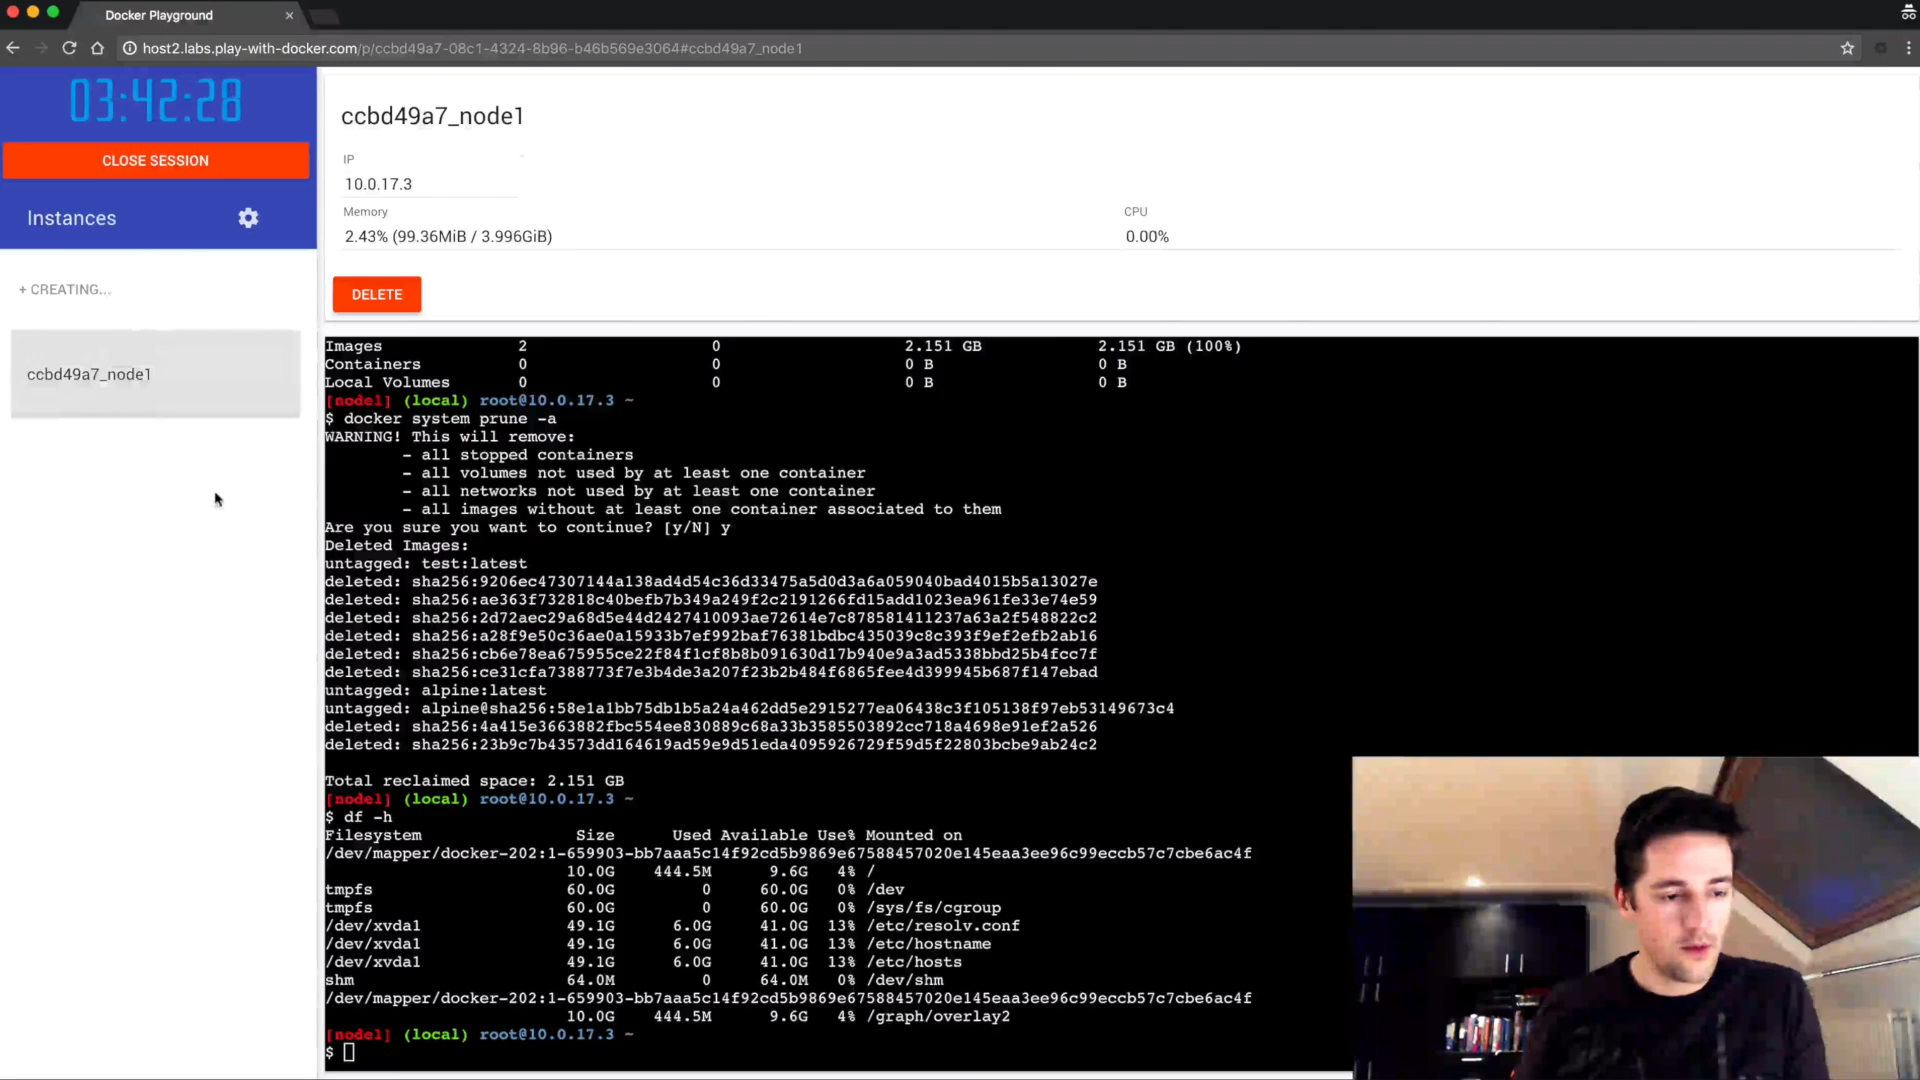 Docker Playground
host2.labs.play-with-docker.com/p/ccbd49a7-08c1-4324-8b96-b46b569e3064#ccbd49a7_node1
03:42:28
CLOSE SESSION
Instances
+ CREATING...
ccbd49a7_node1
ccbd49a7_node1
IP
10.0.17.3
Memory
2.43% (99.36MiB / 3.996GiB)
CPU
0.00%
DELETE
Images 2 0 2.151 GB 2.151 GB (100%)
Containers 0 0 0 B 0 B
Local Volumes 0 0 0 B 0 B
[node1] (local) root@10.0.17.3 ~
$ docker system prune -a
WARNING! This will remove:
- all stopped containers
- all volumes not used by at least one container
- all networks not used by at least one container
- all images without at least one container associated to them
Are you sure you want to continue? [y/N] y
Deleted Images:
untagged: test:latest
deleted: sha256:9206ec47307144a138ad4d54c36d33475a5d0d3a6a059040bad4015b5a13027e
deleted: sha256:ae363f732818c40befb7b349a249f2c2191266fd15add1023ea961fe33e74e59
deleted: sha256:2d72aec29a68d5e44d2427410093ae72614e7c878581411237a63a2f548822c2
deleted: sha256:a28f9e50c36ae0a15933b7ef992baf76381bdbc435039c8c393f9ef2efb2ab16
deleted: sha256:cb6e78ea675955ce22f84f1cf8b8b091630d17b940e9a3ad5338bbd25b4fcc7f
deleted: sha256:ce31cfa7388773f7e3b4de3a207f23b2b484f6865fee4d399945b687f147ebad
untagged: alpine:latest
untagged: alpine@sha256:58e1a1bb75db1b5a24a462dd5e2915277ea06438c3f105138f97eb53149673c4
deleted: sha256:4a415e3663882fbc554ee830889c68a33b3585503892cc718a4698e91ef2a526
deleted: sha256:23b9c7b43573dd164619ad59e9d51eda4095926729f59d5f22803bcbe9ab24c2
Total reclaimed space: 2.151 GB
[node1] (local) root@10.0.17.3 ~
$ df -h
Filesystem Size Used Available Use% Mounted on
/dev/mapper/docker-202:1-659903-bb7aaa5c14f92cd5b9869e67588457020e145eaa3ee96c99eccb57c7cbe6ac4f
10.0G 444.5M 9.6G 4% /
tmpfs 60.0G 0 60.0G 0% /dev
tmpfs 60.0G 0 60.0G 0% /sys/fs/cgroup
/dev/xvda1 49.1G 6.0G 41.0G 13% /etc/resolv.conf
/dev/xvda1 49.1G 6.0G 41.0G 13% /etc/hostname
/dev/xvda1 49.1G 6.0G 41.0G 13% /etc/hosts
shm 64.0M 0 64.0M 0% /dev/shm
/dev/mapper/docker-202:1-659903-bb7aaa5c14f92cd5b9869e67588457020e145eaa3ee96c99eccb57c7cbe6ac4f
10.0G 444.5M 9.6G 4% /graph/overlay2
[node1] (local) root@10.0.17.3 ~
$